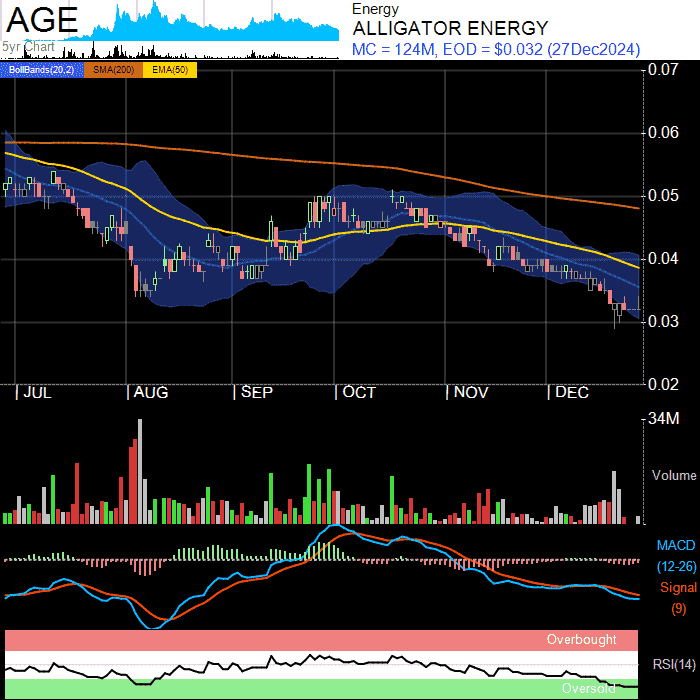 AGE
5yr Chart
Energy
ALLIGATOR ENERGY
MC = 124M, EOD = $0.032 (27Dec2024)
BollBands(20,2) SMA(200) EMA(50)
0.07
0.06
0.05
0.04
0.03
0.02
JUL AUG SEP OCT NOV DEC
34M
Volume
MACD
(12-26)
Signal
(9)
Overbought
RSI(14)
Oversold